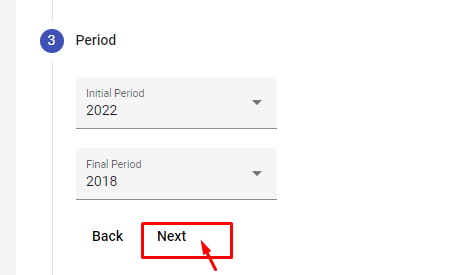 3 Period
Initial Period
2022
Final Period
2018
Back Next